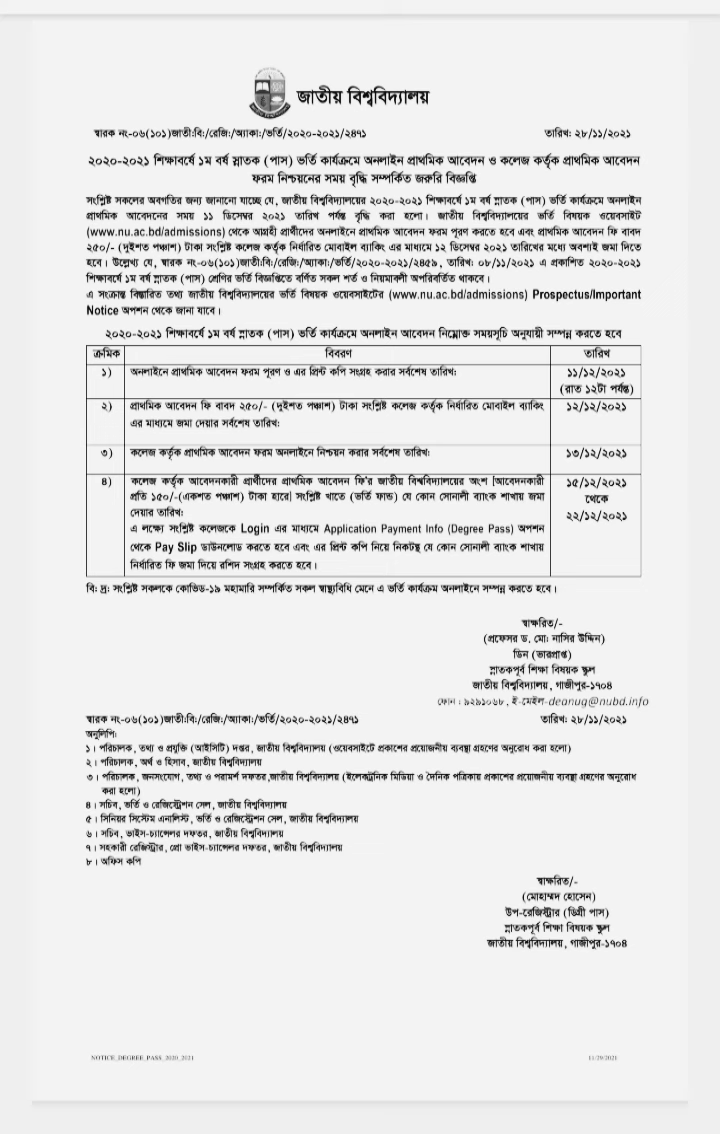 জাতীয় বিশ্ববিদ্যালয়
স্মারক নং-০৬(১০১)জাতী:বি:/রেজি:/অ্যাকা:/ভর্তি/২০২০-২০২১/২৪৭১ তারিখ: ২৮/১১/২০২১
২০২০-২০২১ শিক্ষাবর্ষে ১ম বর্ষ স্নাতক (পাস) ভর্তি কার্যক্রমে অনলাইন প্রাথমিক আবেদন ও কলেজ কর্তৃক প্রাথমিক আবেদন
ফরম নিশ্চয়নের সময় বৃদ্ধি সম্পর্কিত জরুরি বিজ্ঞপ্তি
সংশ্লিষ্ট সকলের অবগতির জন্য জানানো যাচ্ছে যে, জাতীয় বিশ্ববিদ্যালয়ের ২০২০-২০২১ শিক্ষাবর্ষে ১ম বর্ষ স্নাতক (পাস) ভর্তি কার্যক্রমে অনলাইন
প্রাথমিক আবেদনের সময় ১১ ডিসেম্বর ২০২১ তারিখ পর্যন্ত বৃদ্ধি করা হলো। জাতীয় বিশ্ববিদ্যালয়ের ভর্তি বিষয়ক ওয়েবসাইট
(www.nu.ac.bd/admissions) থেকে আগ্রহী প্রার্থীদের অনলাইনে প্রাথমিক আবেদন ফরম পূরণ করতে হবে এবং প্রাথমিক আবেদন ফি বাবদ
২৫০/- (দুইশত পঞ্চাশ) টাকা সংশ্লিষ্ট কলেজ কর্তৃক নির্ধারিত মোবাইল ব্যাংকিং এর মাধ্যমে ১২ ডিসেম্বর ২০২১ তারিখের মধ্যে অবশ্যই জমা দিতে
হবে। উল্লেখ্য যে, স্মারক নং-০৬(১০১)জাতী:বি:/রেজি:/অ্যাকা:/ভর্তি/২০২০-২০২১/২৪৫৯, তারিখ: ০৮/১১/২০২১ এ প্রকাশিত ২০২০-২০২১
শিক্ষাবর্ষে ১ম বর্ষ স্নাতক (পাস) শ্রেণির ভর্তি বিজ্ঞপ্তিতে বর্ণিত সকল শর্ত ও নিয়মাবলী অপরিবর্তিত থাকবে।
এ সংক্রান্ত বিস্তারিত তথ্য জাতীয় বিশ্ববিদ্যালয়ের ভর্তি বিষয়ক ওয়েবসাইটের (www.nu.ac.bd/admissions) Prospectus/Important
Notice অপশন থেকে জানা যাবে।
২০২০-২০২১ শিক্ষাবর্ষে ১ম বর্ষ স্নাতক (পাস) ভর্তি কার্যক্রমে অনলাইন আবেদন নিম্নোক্ত সময়সূচি অনুযায়ী সম্পন্ন করতে হবে
ক্রমিক বিবরণ তারিখ
১) অনলাইনে প্রাথমিক আবেদন ফরম পূরণ ও এর প্রিন্ট কপি সংগ্রহ করার সর্বশেষ তারিখ: ১১/১২/২০২১
(রাত ১২টা পর্যন্ত)
২) প্রাথমিক আবেদন ফি বাবদ ২৫০/- (দুইশত পঞ্চাশ) টাকা সংশ্লিষ্ট কলেজ কর্তৃক নির্ধারিত মোবাইল ব্যাংকিং ১২/১২/২০২১
এর মাধ্যমে জমা দেয়ার সর্বশেষ তারিখ:
৩) কলেজ কর্তৃক প্রাথমিক আবেদন ফরম অনলাইনে নিশ্চয়ন করার সর্বশেষ তারিখ: ১৩/১২/২০২১
৪) কলেজ কর্তৃক আবেদনকারী প্রার্থীদের প্রাথমিক আবেদন ফি'র জাতীয় বিশ্ববিদ্যালয়ের অংশ [আবেদনকারী ১৫/১২/২০২১
প্রতি ১৫০/-(একশত পঞ্চাশ) টাকা হারে] সংশ্লিষ্ট খাতে (ভর্তি ফান্ড) যে কোন সোনালী ব্যাংক শাখায় জমা থেকে
দেয়ার তারিখ: ২২/১২/২০২১
এ লক্ষ্যে সংশ্লিষ্ট কলেজকে Login এর মাধ্যমে Application Payment Info (Degree Pass) অপশন
থেকে Pay Slip ডাউনলোড করতে হবে এবং এর প্রিন্ট কপি নিয়ে নিকটস্থ যে কোন সোনালী ব্যাংক শাখায়
নির্ধারিত ফি জমা দিয়ে রশিদ সংগ্রহ করতে হবে।
বি: দ্র: সংশ্লিষ্ট সকলকে কোভিড-১৯ মহামারি সম্পর্কিত সকল স্বাস্থ্যবিধি মেনে এ ভর্তি কার্যক্রম অনলাইনে সম্পন্ন করতে হবে।
স্বাক্ষরিত/-
(প্রফেসর ড. মো: নাসির উদ্দিন)
ডিন (ভারপ্রাপ্ত)
স্নাতকপূর্ব শিক্ষা বিষয়ক স্কুল
জাতীয় বিশ্ববিদ্যালয়, গাজীপুর-১৭০৪
ফোন : ৯২৯১০৬৮, ই-মেইল-deanug@nubd.info
স্মারক নং-০৬(১০১)জাতী:বি:/রেজি:/অ্যাকা:/ভর্তি/২০২০-২০২১/২৪৭১ তারিখ: ২৮/১১/২০২১
অনুলিপি:
১। পরিচালক, তথ্য ও প্রযুক্তি (আইসিটি) দপ্তর, জাতীয় বিশ্ববিদ্যালয় (ওয়েবসাইটে প্রকাশের প্রয়োজনীয় ব্যবস্থা গ্রহণের অনুরোধ করা হলো)
২। পরিচালক, অর্থ ও হিসাব, জাতীয় বিশ্ববিদ্যালয়
৩। পরিচালক, জনসংযোগ, তথ্য ও পরামর্শ দফতর,জাতীয় বিশ্ববিদ্যালয় (ইলেকট্রনিক মিডিয়া ও দৈনিক পত্রিকায় প্রকাশের প্রয়োজনীয় ব্যবস্থা গ্রহণের অনুরোধ
করা হলো)
৪। সচিব, ভর্তি ও রেজিস্ট্রেশন সেল, জাতীয় বিশ্ববিদ্যালয়
৫। সিনিয়র সিস্টেম এনালিস্ট, ভর্তি ও রেজিস্ট্রেশন সেল, জাতীয় বিশ্ববিদ্যালয়
৬। সচিব, ভাইস-চ্যান্সেলর দফতর, জাতীয় বিশ্ববিদ্যালয়
৭। সহকারী রেজিস্ট্রার, প্রো ভাইস-চ্যান্সেলর দফতর, জাতীয় বিশ্ববিদ্যালয়
৮। অফিস কপি
স্বাক্ষরিত/-
(মোহাম্মদ হোসেন)
উপ-রেজিস্ট্রার (ডিগ্রী পাস)
স্নাতকপূর্ব শিক্ষা বিষয়ক স্কুল
জাতীয় বিশ্ববিদ্যালয়, গাজীপুর-১৭০৪
NOTICE_DEGREE_PASS_2020_2021 11/29/2021